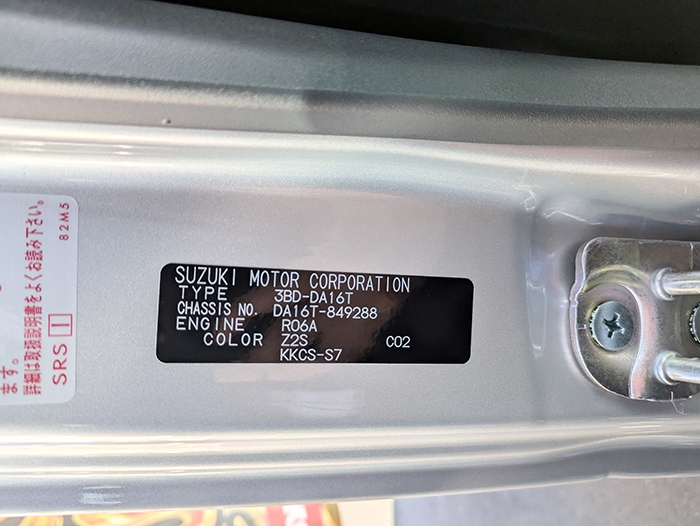 SUZUKI MOTOR CORPORATION
TYPE 3BD-DA16T
CHASSIS NO. DA16T-849288
ENGINE R06A
COLOR Z2S C02
KKCS-S7
ます。
詳細は取扱説明書をよくお読み下さい。
SRS I
82M5